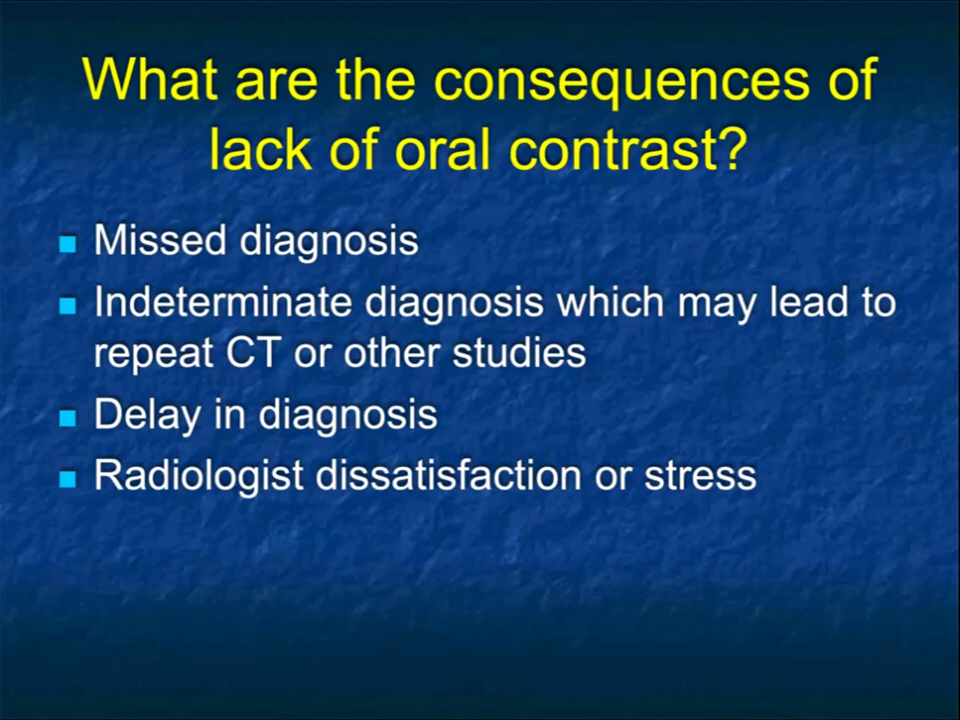 What are the consequences of
lack of oral contrast?
Missed diagnosis
Indeterminate diagnosis which may lead to
repeat CT or other studies
Delay in diagnosis
Radiologist dissatisfaction or stress